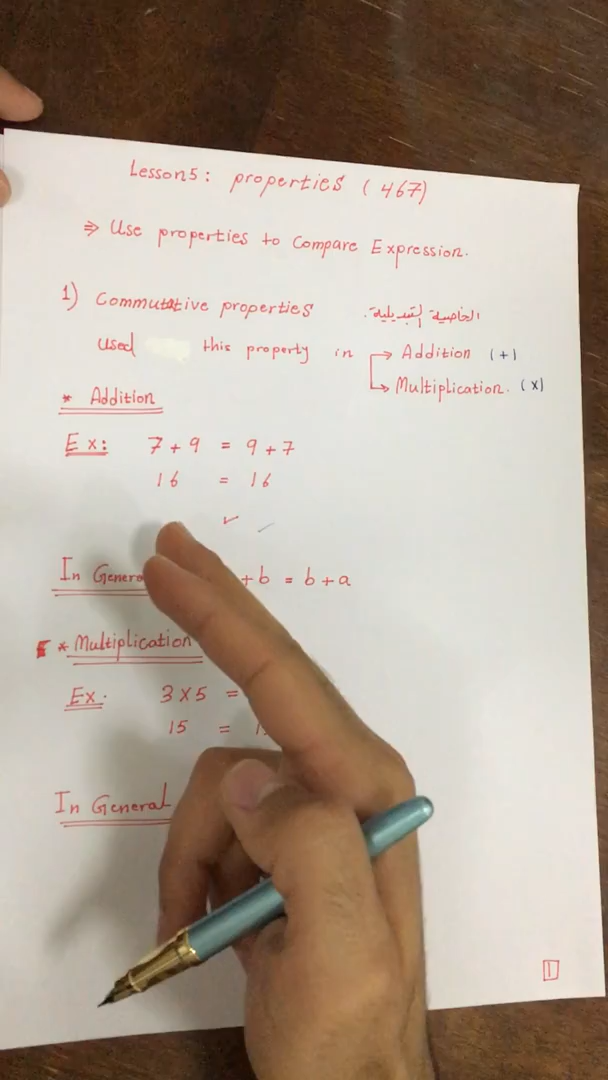 Lesson5: properties (467)
⇒ Use properties to Compare Expression.
1) Commutative properties الخاصية التبديلية.
used this property in → Addition (+)
→ Multiplication. (x)
* Addition
Ex: 7 + 9 = 9 + 7
16 = 16
✓
In General + b = b + a
* Multiplication
Ex. 3 x 5 =
15 =
In General
1